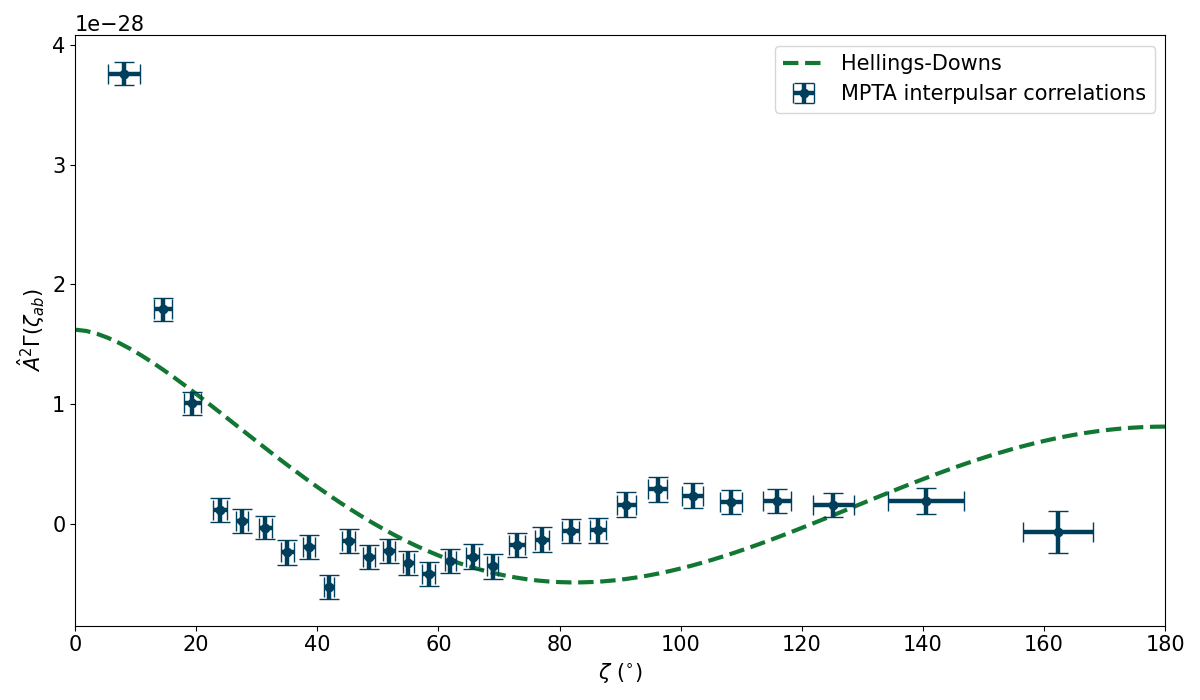 1e−28
4
3
2
1
0
Â²Γ(ζ_ab)
Hellings-Downs
MPTA interpulsar correlations
0 20 40 60 80 100 120 140 160 180
ζ (°)